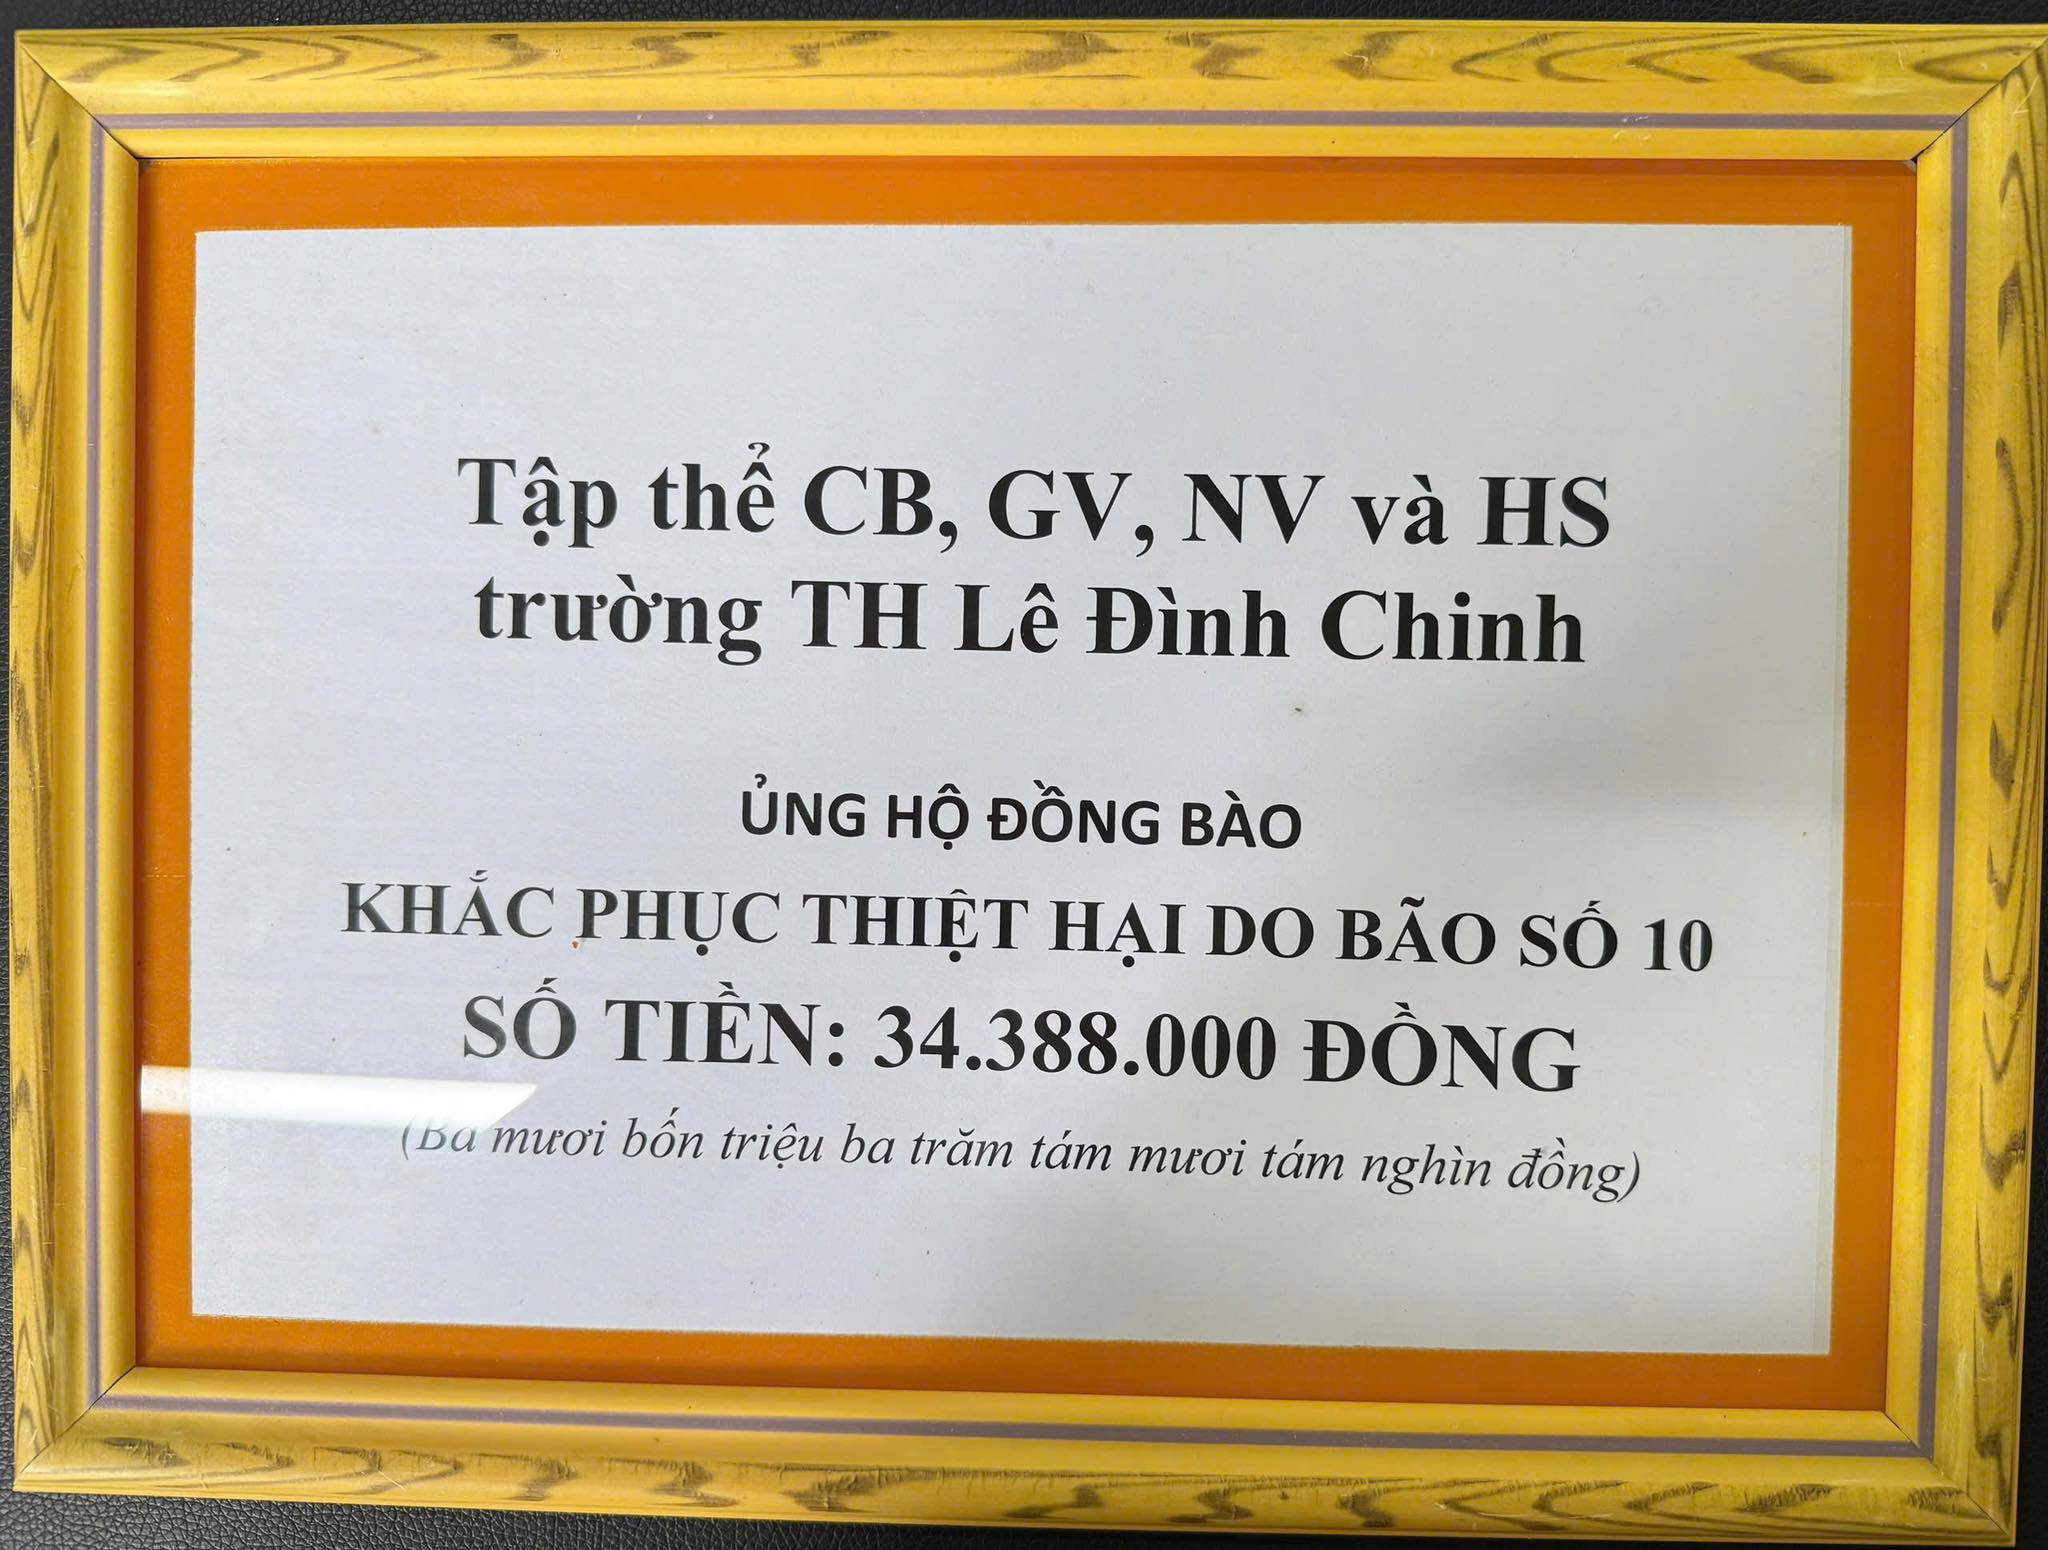 Tập thể CB, GV, NV và HS
trường TH Lê Đình Chinh
ỦNG HỘ ĐỒNG BÀO
KHẮC PHỤC THIỆT HẠI DO BÃO SỐ 10
SỐ TIỀN: 34.388.000 ĐỒNG
(Ba mươi bốn triệu ba trăm tám mươi tám nghìn đồng)